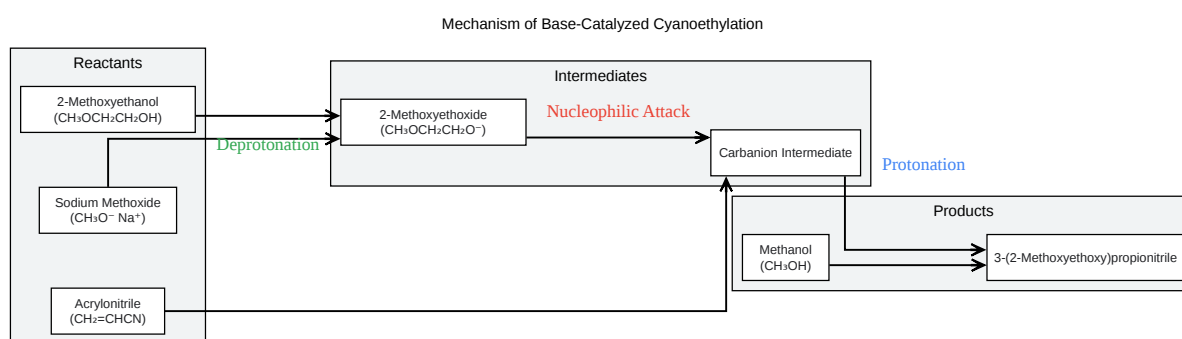 Mechanism of Base-Catalyzed Cyanoethylation
Reactants
2-Methoxyethanol
(CH₃OCH₂CH₂OH)
Deprotonation
Sodium Methoxide
(CH₃O⁻ Na⁺)
Acrylonitrile
(CH₂=CHCN)
Intermediates
2-Methoxyethoxide
(CH₃OCH₂CH₂O⁻)
Nucleophilic Attack
Carbanion Intermediate
Protonation
Products
Methanol
(CH₃OH)
3-(2-Methoxyethoxy)propionitrile